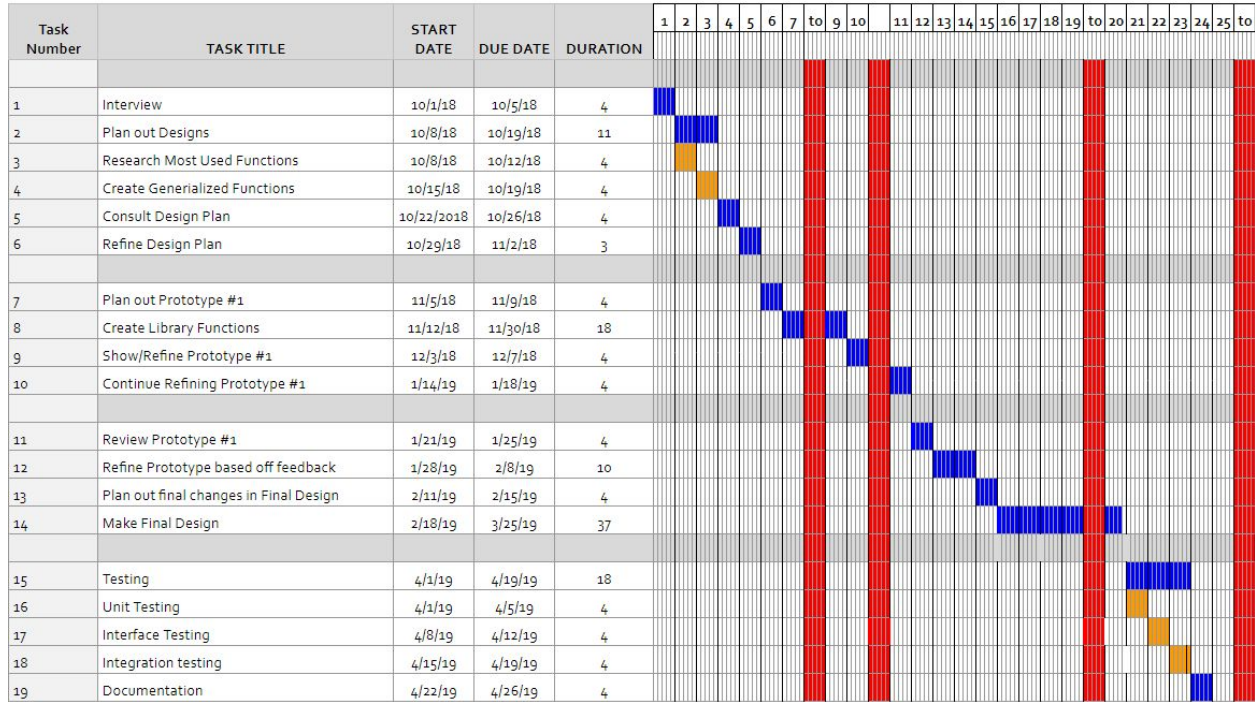 Task Number TASK TITLE START DATE DUE DATE DURATION 1 2 3 4 5 6 7 to 9 10 11 12 13 14 15 16 17 18 19 to 20 21 22 23 24 25 to
1 Interview 10/1/18 10/5/18 4
2 Plan out Designs 10/8/18 10/19/18 11
3 Research Most Used Functions 10/8/18 10/12/18 4
4 Create Generialized Functions 10/15/18 10/19/18 4
5 Consult Design Plan 10/22/2018 10/26/18 4
6 Refine Design Plan 10/29/18 11/2/18 3
7 Plan out Prototype #1 11/5/18 11/9/18 4
8 Create Library Functions 11/12/18 11/30/18 18
9 Show/Refine Prototype #1 12/3/18 12/7/18 4
10 Continue Refining Prototype #1 1/14/19 1/18/19 4
11 Review Prototype #1 1/21/19 1/25/19 4
12 Refine Prototype based off feedback 1/28/19 2/8/19 10
13 Plan out final changes in Final Design 2/11/19 2/15/19 4
14 Make Final Design 2/18/19 3/25/19 37
15 Testing 4/1/19 4/19/19 18
16 Unit Testing 4/1/19 4/5/19 4
17 Interface Testing 4/8/19 4/12/19 4
18 Integration testing 4/15/19 4/19/19 4
19 Documentation 4/22/19 4/26/19 4